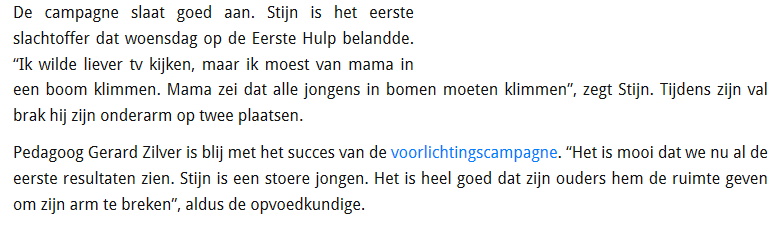 De campagne slaat goed aan. Stijn is het eerste
slachtoffer dat woensdag op de Eerste Hulp belandde.
“Ik wilde liever tv kijken, maar ik moest van mama in
een boom klimmen. Mama zei dat alle jongens in bomen moeten klimmen”, zegt Stijn. Tijdens zijn val
brak hij zijn onderarm op twee plaatsen.
Pedagoog Gerard Zilver is blij met het succes van de voorlichtingscampagne. “Het is mooi dat we nu al de
eerste resultaten zien. Stijn is een stoere jongen. Het is heel goed dat zijn ouders hem de ruimte geven
om zijn arm te breken”, aldus de opvoedkundige.